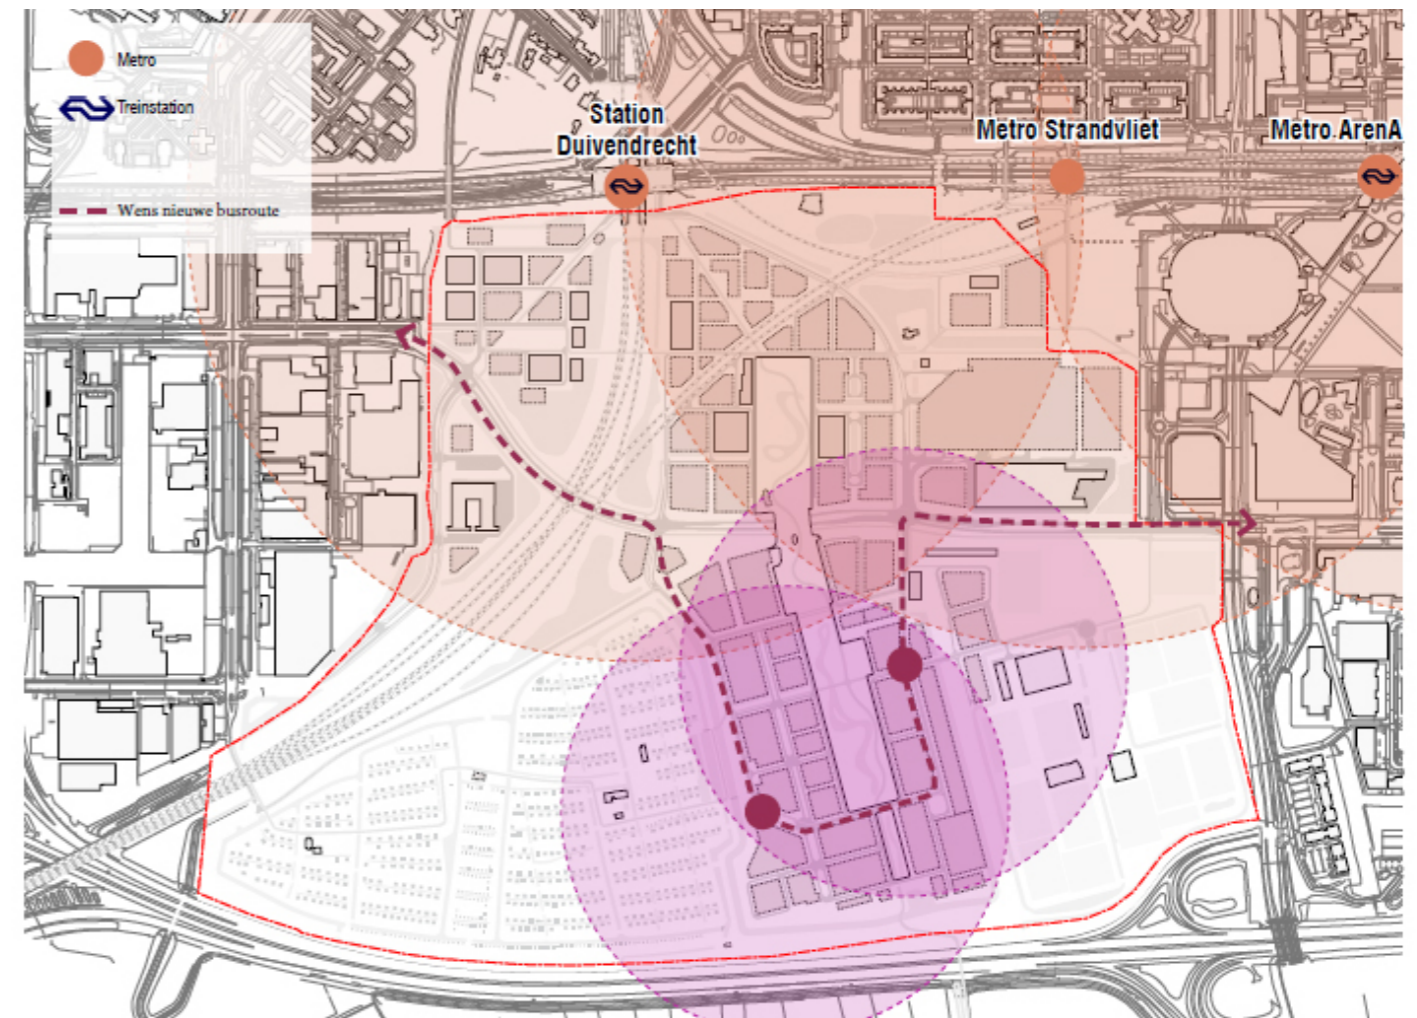 Metro
Treinstation
Wens nieuwe busroute
Station
Duivendrecht
Metro Strandvliet
Metro ArenA